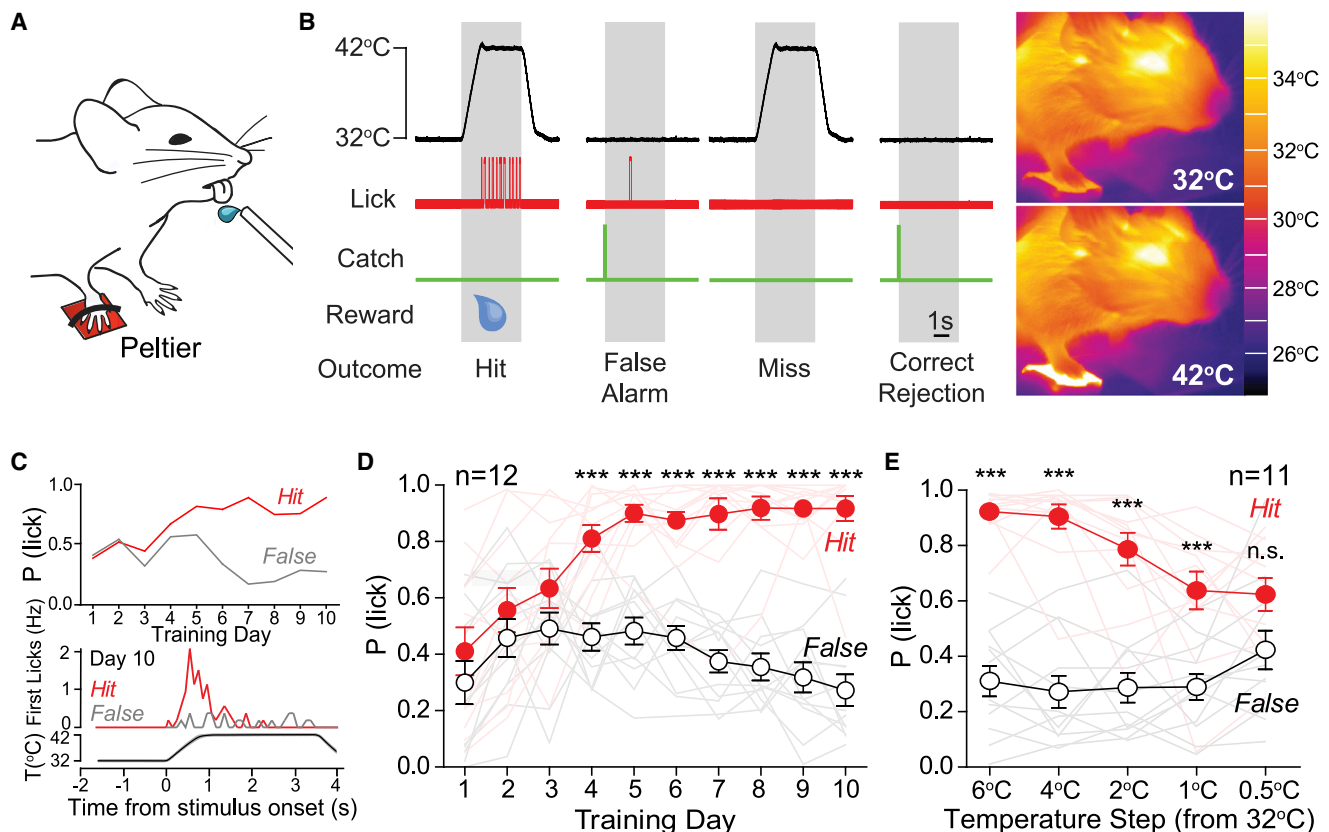 A
Peltier
B
42°C
32°C
Lick
Catch
Reward
1s
Outcome
Hit
False
Alarm
Miss
Correct
Rejection
32°C
42°C
34°C
32°C
30°C
28°C
26°C
C
P (lick)
1.0
0.5
0.0
Hit
False
1 2 3 4 5 6 7 8 9 10
Training Day
First Licks (Hz)
2
1
0
Day 10
Hit
False
T(°C)
42
32
-2 -1 0 1 2 3 4
Time from stimulus onset (s)
D
n=12
*** *** *** *** *** *** ***
P (lick)
1.0
0.8
0.6
0.4
0.2
0.0
Hit
False
1 2 3 4 5 6 7 8 9 10
Training Day
E
n=11
*** *** *** *** n.s.
P (lick)
1.0
0.8
0.6
0.4
0.2
0.0
Hit
False
6°C 4°C 2°C 1°C 0.5°C
Temperature Step (from 32°C)